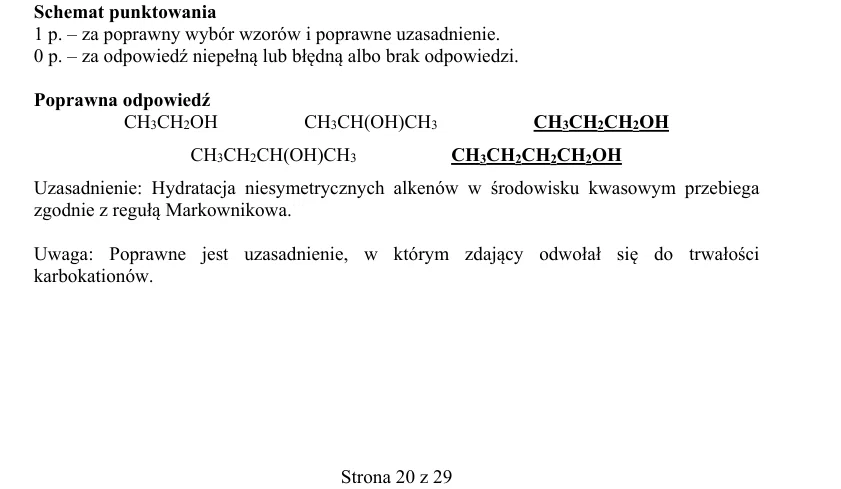 Schemat punktowania
1 p. – za poprawny wybór wzorów i poprawne uzasadnienie.
0 p. – za odpowiedź niepełną lub błędną albo brak odpowiedzi.
Poprawna odpowiedź
CH₃CH₂OH CH₃CH(OH)CH₃ CH₃CH₂CH₂OH
CH₃CH₂CH(OH)CH₃ CH₃CH₂CH₂CH₂OH
Uzasadnienie: Hydratacja niesymetrycznych alkenów w środowisku kwasowym przebiega
zgodnie z regułą Markownikowa.
Uwaga: Poprawne jest uzasadnienie, w którym zdający odwołał się do trwałości
karbokationów.
Strona 20 z 29